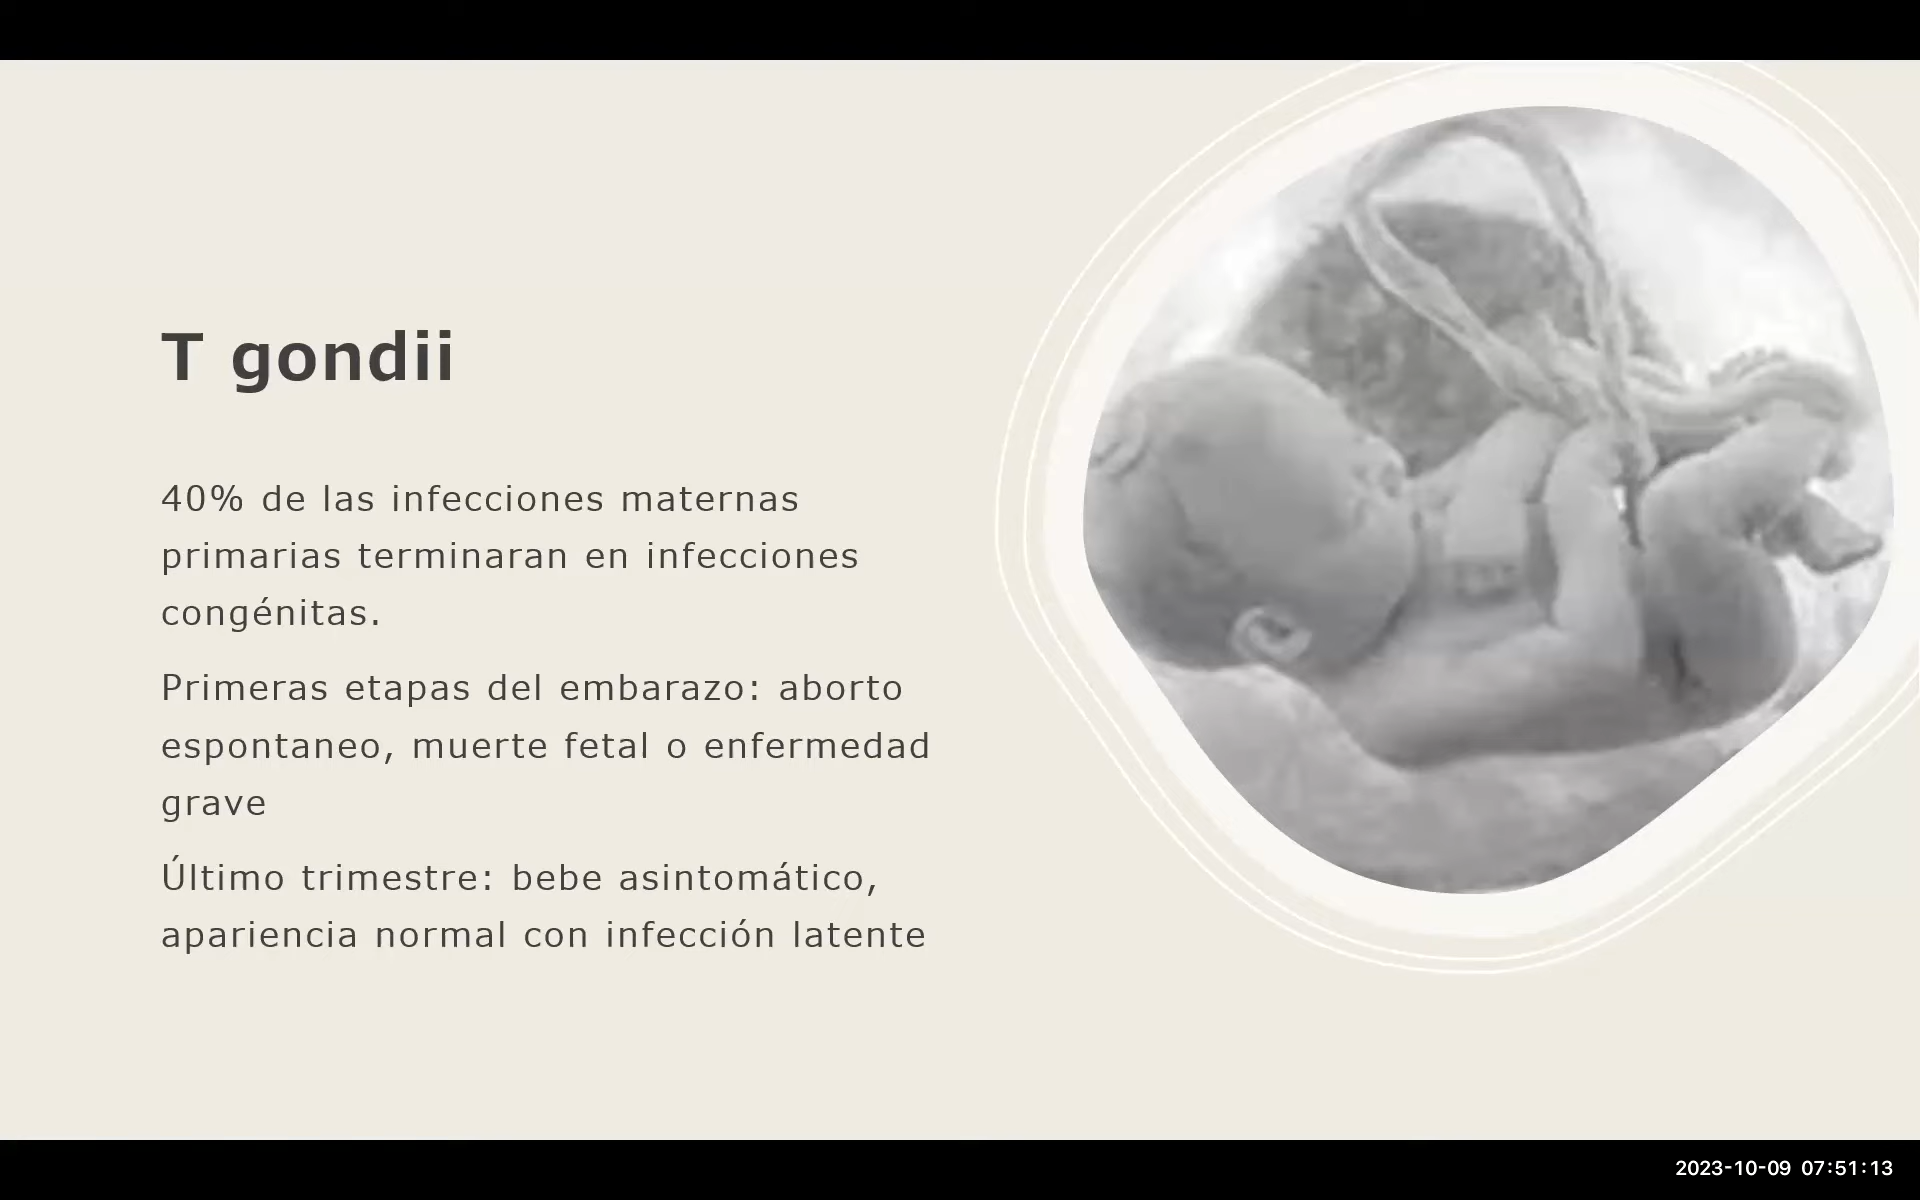 T gondii
40% de las infecciones maternas
primarias terminaran en infecciones
congénitas.
Primeras etapas del embarazo: aborto
espontaneo, muerte fetal o enfermedad
grave
Último trimestre: bebe asintomático,
apariencia normal con infección latente
2023-10-09 07:51:13